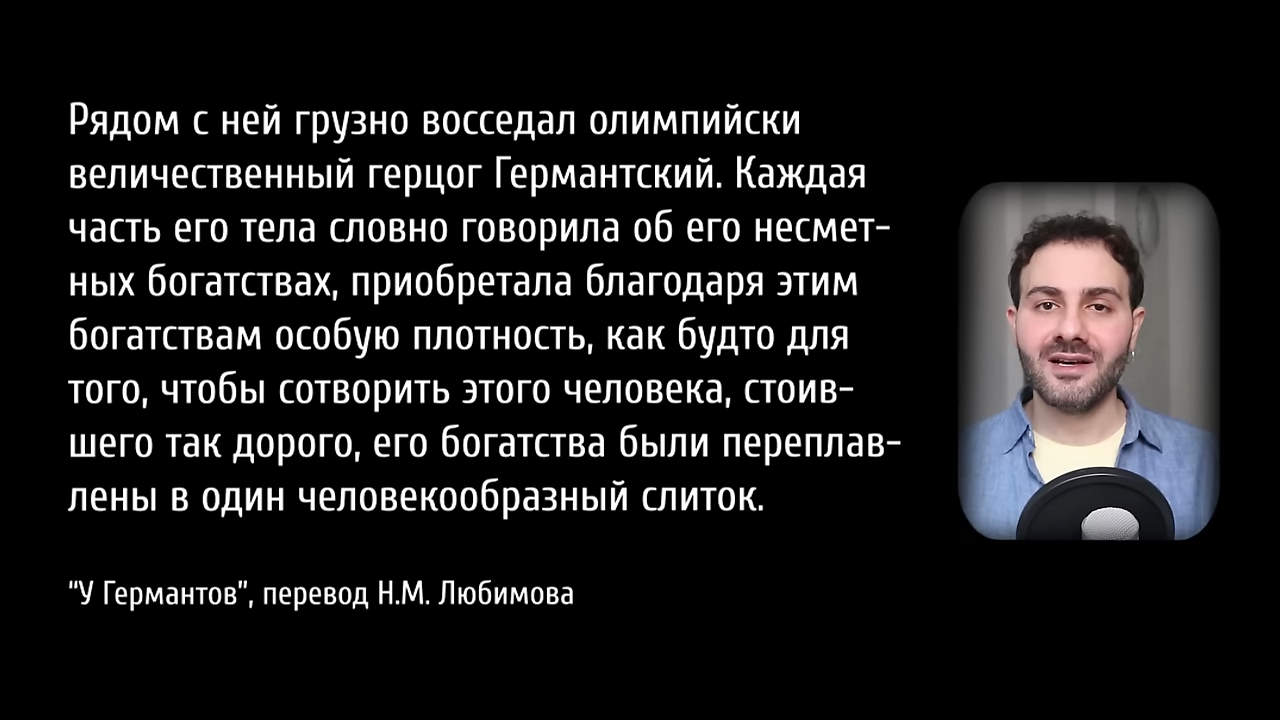 Рядом с ней грузно восседал олимпийски
величественный герцог Германтский. Каждая
часть его тела словно говорила об его несмет-
ных богатствах, приобретала благодаря этим
богатствам особую плотность, как будто для
того, чтобы сотворить этого человека, стоив-
шего так дорого, его богатства были переплав-
лены в один человекообразный слиток.
"У Германтов", перевод Н.М. Любимова